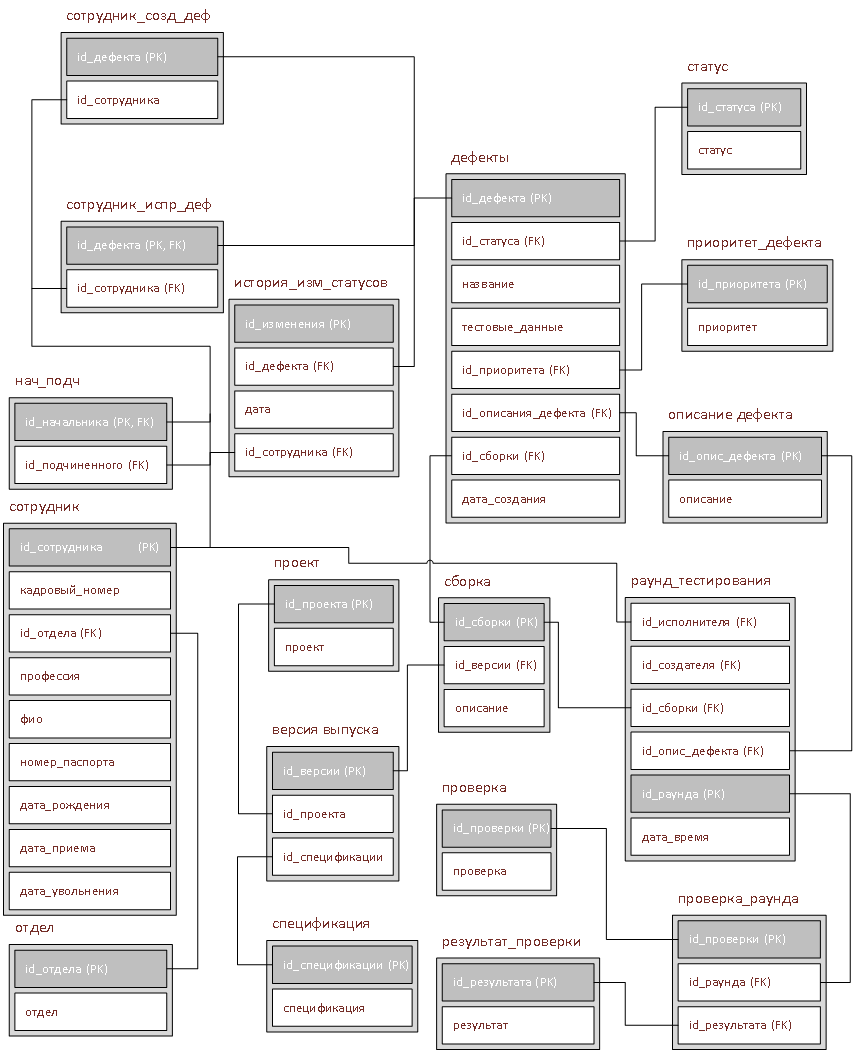 сотрудник_созд_деф
id_дефекта (PK)
id_сотрудника
сотрудник_испр_деф
id_дефекта (PK, FK)
id_сотрудника (FK)
история_изм_статусов
id_изменения (PK)
id_дефекта (FK)
дата
id_сотрудника (FK)
нач_подч
id_начальника (PK, FK)
id_подчиненного (FK)
сотрудник
id_сотрудника (PK)
кадровый_номер
id_отдела (FK)
профессия
фио
номер_паспорта
дата_рождения
дата_приема
дата_увольнения
отдел
id_отдела (PK)
отдел
дефекты
id_дефекта (PK)
id_статуса (FK)
название
тестовые_данные
id_приоритета (FK)
id_описания_дефекта (FK)
id_сборки (FK)
дата_создания
статус
id_статуса (PK)
статус
приоритет_дефекта
id_приоритета (PK)
приоритет
описание дефекта
id_опис_дефекта (PK)
описание
проект
id_проекта (PK)
проект
версия выпуска
id_версии (PK)
id_проекта
id_спецификации
спецификация
id_спецификации (PK)
спецификация
сборка
id_сборки (PK)
id_версии (FK)
описание
проверка
id_проверки (PK)
проверка
результат_проверки
id_результата (PK)
результат
раунд_тестирования
id_исполнителя (FK)
id_создателя (FK)
id_сборки (FK)
id_опис_дефекта (FK)
id_раунда (PK)
дата_время
проверка_раунда
id_проверки (PK)
id_раунда (FK)
id_результата (FK)